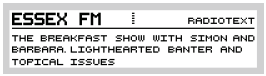 ESSEX FM RADIOTEXT
THE BREAKFAST SHOW WITH SIMON AND
BARBARA. LIGHTHEARTED BANTER AND
TOPICAL ISSUES